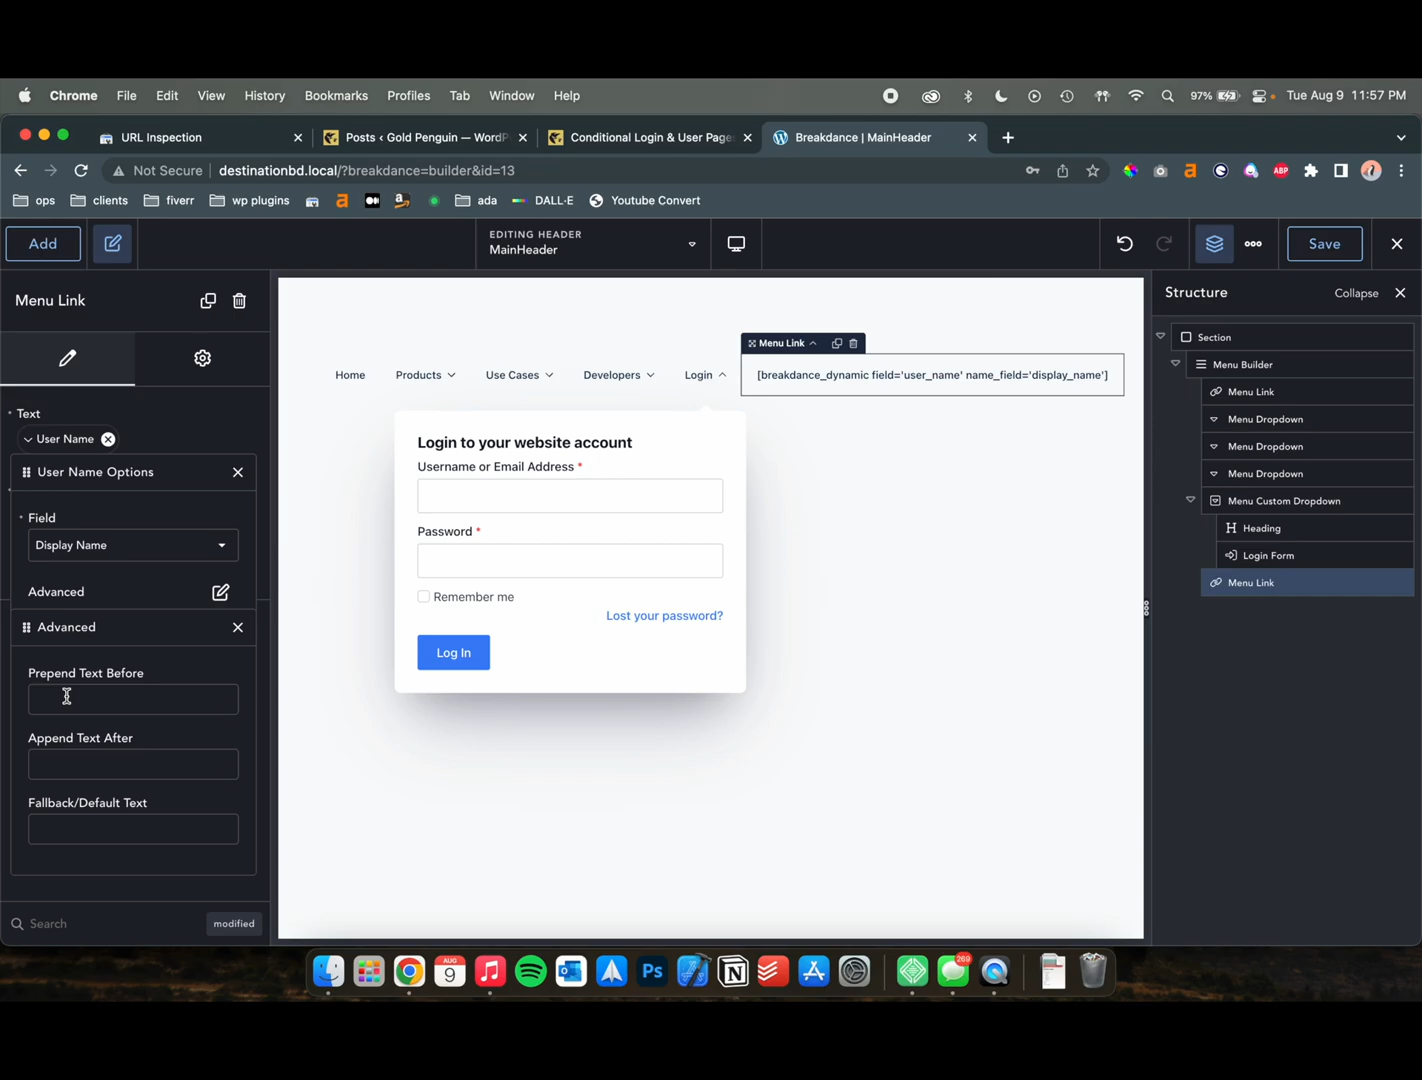 Chrome File Edit View History Bookmarks Profiles Tab Window Help 97% Tue Aug 9 11:57 PM
URL Inspection
Posts ‹ Gold Penguin — WordP
Conditional Login & User Page
Breakdance | MainHeader
Not Secure destinationbd.local/?breakdance=builder&id=13
ABP
ops clients fiverr wp plugins ada DALL·E Youtube Convert
Add
EDITING HEADER
MainHeader
Save
Menu Link
Structure
Collapse
Text
User Name
User Name Options
Field
Display Name
Advanced
Advanced
Prepend Text Before
Append Text After
Fallback/Default Text
Search
modified
Menu Link
Home Products Use Cases Developers Login [breakdance_dynamic field='user_name' name_field='display_name']
Login to your website account
Username or Email Address *
Password *
Remember me
Lost your password?
Log In
Section
Menu Builder
Menu Link
Menu Dropdown
Menu Dropdown
Menu Dropdown
Menu Custom Dropdown
Heading
Login Form
Menu Link
AUG
9
Ps
269